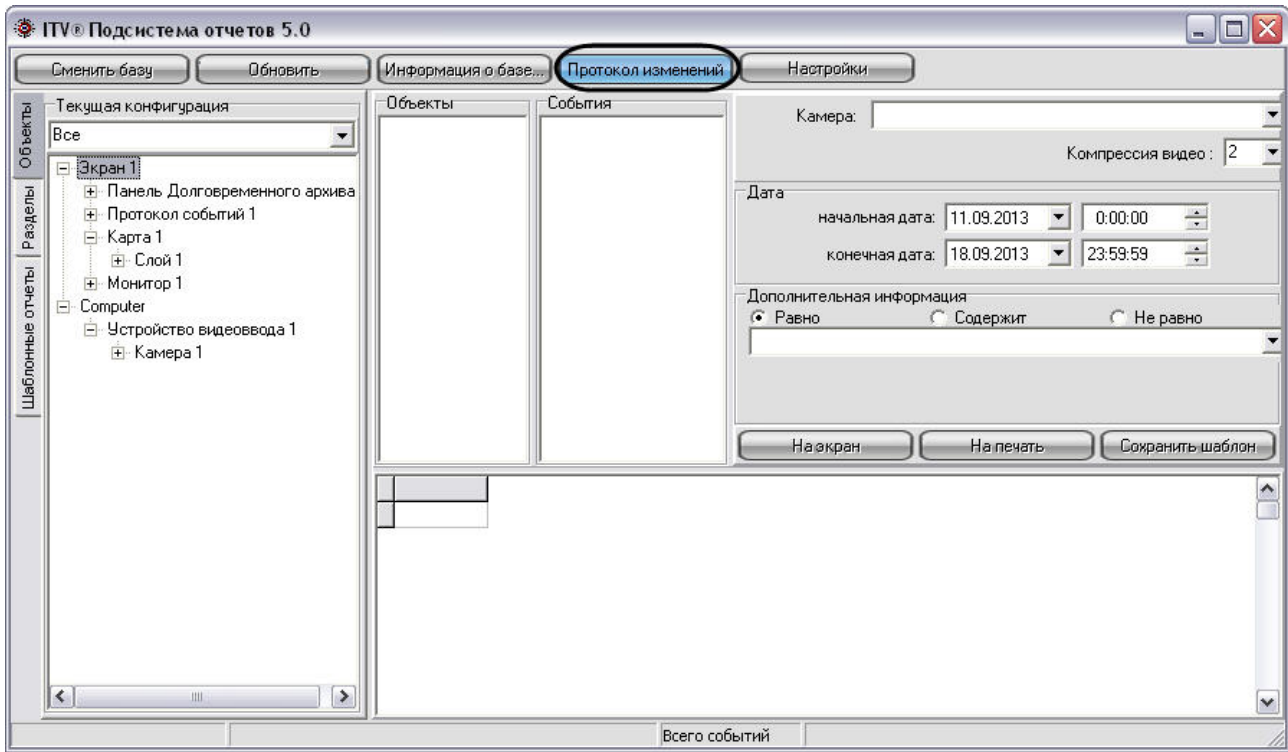 ITV® Подсистема отчетов 5.0
Сменить базу
Обновить
Информация о базе...
Протокол изменений
Настройки
Объекты
Разделы
Шаблонные отчеты
Текущая конфигурация
Все
Экран 1
Панель Долговременного архива
Протокол событий 1
Карта 1
Слой 1
Монитор 1
Computer
Устройство видеоввода 1
Камера 1
Объекты
События
Камера:
Компрессия видео : 2
Дата
начальная дата: 11.09.2013 0:00:00
конечная дата: 18.09.2013 23:59:59
Дополнительная информация
Равно
Содержит
Не равно
На экран
На печать
Сохранить шаблон
Всего событий